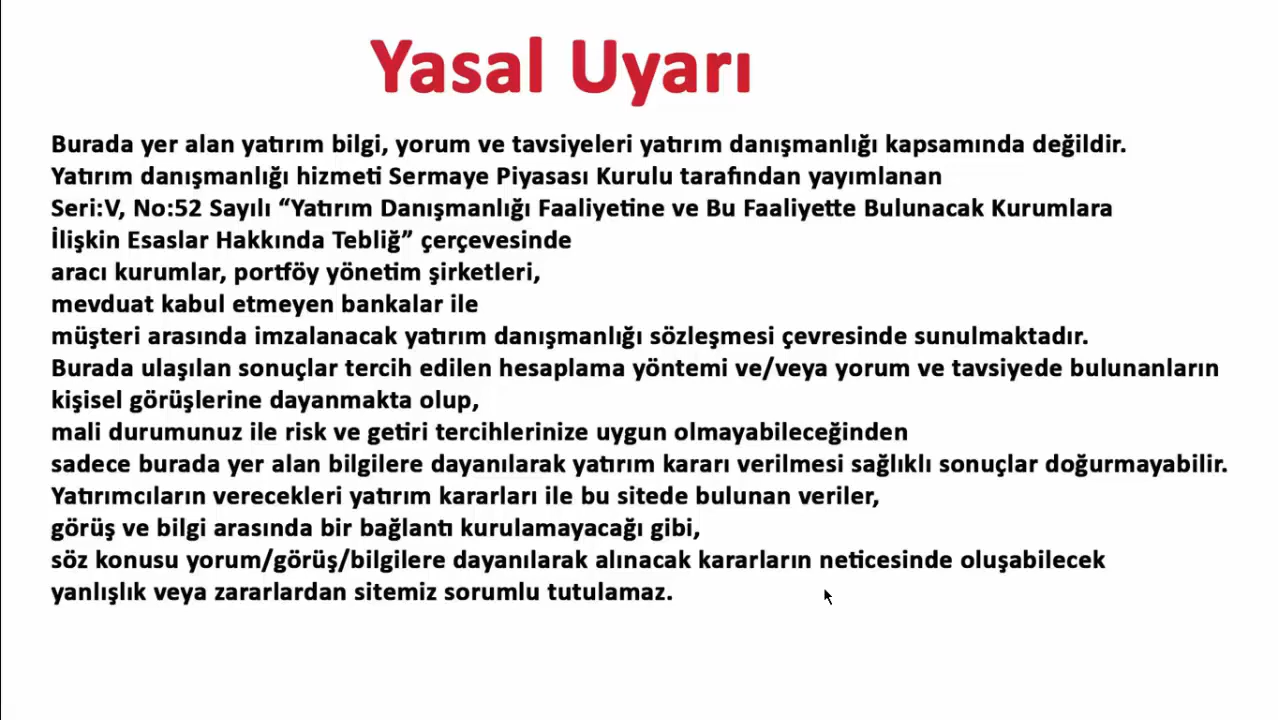 Yasal Uyarı
Burada yer alan yatırım bilgi, yorum ve tavsiyeleri yatırım danışmanlığı kapsamında değildir.
Yatırım danışmanlığı hizmeti Sermaye Piyasası Kurulu tarafından yayımlanan
Seri:V, No:52 Sayılı “Yatırım Danışmanlığı Faaliyetine ve Bu Faaliyette Bulunacak Kurumlara
İlişkin Esaslar Hakkında Tebliğ” çerçevesinde
aracı kurumlar, portföy yönetim şirketleri,
mevduat kabul etmeyen bankalar ile
müşteri arasında imzalanacak yatırım danışmanlığı sözleşmesi çevresinde sunulmaktadır.
Burada ulaşılan sonuçlar tercih edilen hesaplama yöntemi ve/veya yorum ve tavsiyede bulunanların
kişisel görüşlerine dayanmakta olup,
mali durumunuz ile risk ve getiri tercihlerinize uygun olmayabileceğinden
sadece burada yer alan bilgilere dayanılarak yatırım kararı verilmesi sağlıklı sonuçlar doğurmayabilir.
Yatırımcıların verecekleri yatırım kararları ile bu sitede bulunan veriler,
görüş ve bilgi arasında bir bağlantı kurulamayacağı gibi,
söz konusu yorum/görüş/bilgilere dayanılarak alınacak kararların neticesinde oluşabilecek
yanlışlık veya zararlardan sitemiz sorumlu tutulamaz.